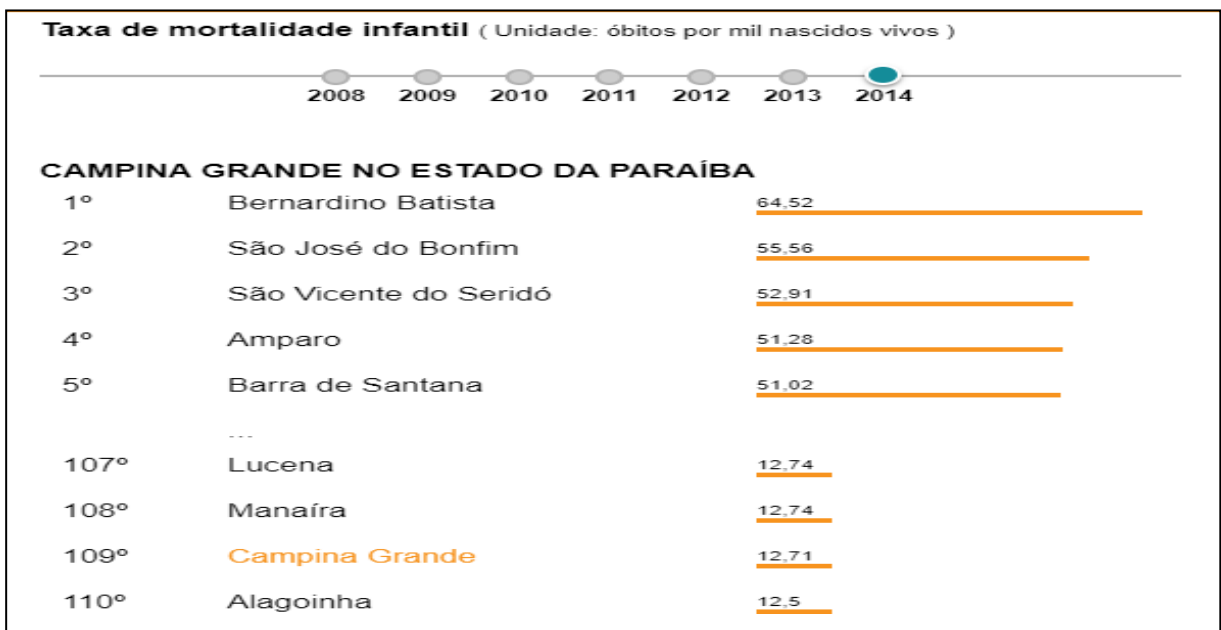 Taxa de mortalidade infantil ( Unidade: óbitos por mil nascidos vivos )
2008 2009 2010 2011 2012 2013 2014
CAMPINA GRANDE NO ESTADO DA PARAÍBA
1º Bernardino Batista 64,52
2º São José do Bonfim 55,56
3º São Vicente do Seridó 52,91
4º Amparo 51,28
5º Barra de Santana 51,02
...
107º Lucena 12,74
108º Manaíra 12,74
109º Campina Grande 12,71
110º Alagoinha 12,5